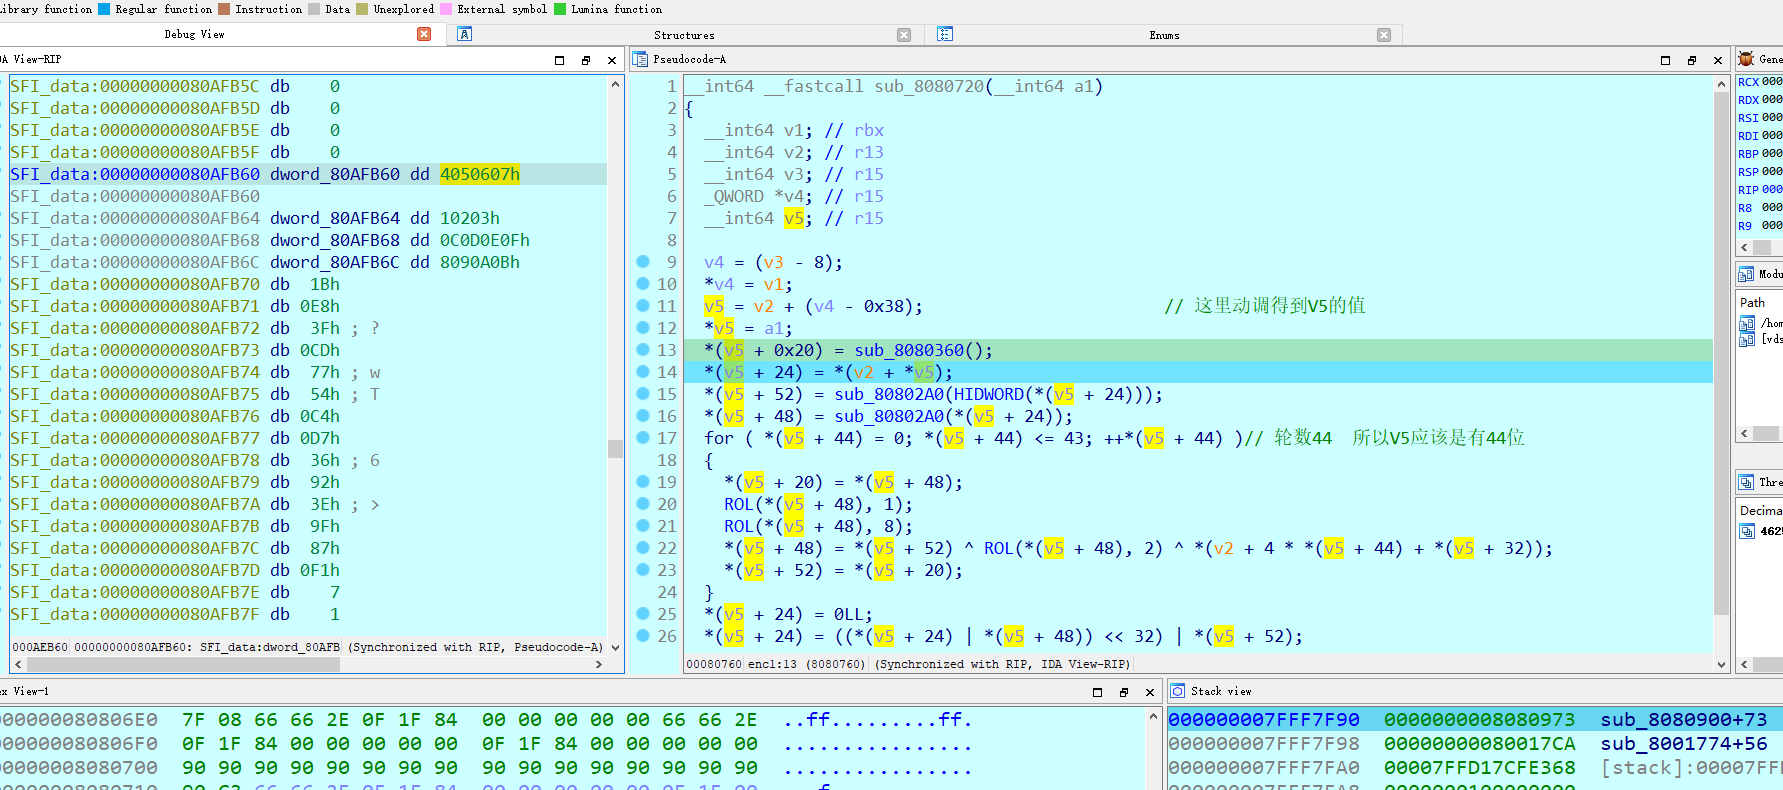 Library function Regular function Instruction Data Unexplored External symbol Lumina function
Debug View Structures Enums
IDA View-RIP
SFI_data:00000000080AFB5C db 0
SFI_data:00000000080AFB5D db 0
SFI_data:00000000080AFB5E db 0
SFI_data:00000000080AFB5F db 0
SFI_data:00000000080AFB60 dword_80AFB60 dd 4050607h
SFI_data:00000000080AFB60
SFI_data:00000000080AFB64 dword_80AFB64 dd 10203h
SFI_data:00000000080AFB68 dword_80AFB68 dd 0C0D0E0Fh
SFI_data:00000000080AFB6C dword_80AFB6C dd 8090A0Bh
SFI_data:00000000080AFB70 db 1Bh
SFI_data:00000000080AFB71 db 0E8h
SFI_data:00000000080AFB72 db 3Fh ; ?
SFI_data:00000000080AFB73 db 0CDh
SFI_data:00000000080AFB74 db 77h ; w
SFI_data:00000000080AFB75 db 54h ; T
SFI_data:00000000080AFB76 db 0C4h
SFI_data:00000000080AFB77 db 0D7h
SFI_data:00000000080AFB78 db 36h ; 6
SFI_data:00000000080AFB79 db 92h
SFI_data:00000000080AFB7A db 3Eh ; >
SFI_data:00000000080AFB7B db 9Fh
SFI_data:00000000080AFB7C db 87h
SFI_data:00000000080AFB7D db 0F1h
SFI_data:00000000080AFB7E db 7
SFI_data:00000000080AFB7F db 1
000AEB60 00000000080AFB60: SFI_data:dword_80AFB (Synchronized with RIP, Pseudocode-A)
Pseudocode-A
1 __int64 __fastcall sub_8080720(__int64 a1)
2 {
3 __int64 v1; // rbx
4 __int64 v2; // r13
5 __int64 v3; // r15
6 _QWORD *v4; // r15
7 __int64 v5; // r15
8
9 v4 = (v3 - 8);
10 *v4 = v1;
11 v5 = v2 + (v4 - 0x38); // 这里动调得到V5的值
12 *v5 = a1;
13 *(v5 + 0x20) = sub_8080360();
14 *(v5 + 24) = *(v2 + *v5);
15 *(v5 + 52) = sub_80802A0(HIDWORD(*(v5 + 24)));
16 *(v5 + 48) = sub_80802A0(*(v5 + 24));
17 for ( *(v5 + 44) = 0; *(v5 + 44) <= 43; ++*(v5 + 44) )// 轮数44 所以V5应该是有44位
18 {
19 *(v5 + 20) = *(v5 + 48);
20 ROL(*(v5 + 48), 1);
21 ROL(*(v5 + 48), 8);
22 *(v5 + 48) = *(v5 + 52) ^ ROL(*(v5 + 48), 2) ^ *(v2 + 4 * *(v5 + 44) + *(v5 + 32));
23 *(v5 + 52) = *(v5 + 20);
24 }
25 *(v5 + 24) = 0LL;
26 *(v5 + 24) = ((*(v5 + 24) | *(v5 + 48)) << 32) | *(v5 + 52);
00080760 enc1:13 (8080760) (Synchronized with RIP, IDA View-RIP)
Gene
RCX 000
RDX 000
RSI 000
RDI 000
RBP 000
RSP 000
RIP 000
R8 000
R9 000
Modu
Path
/hom
[vds
Thre
Decima
462
ex View-1
000000080806E0 7F 08 66 66 2E 0F 1F 84 00 00 00 00 00 66 66 2E ..ff.........ff.
000000080806F0 0F 1F 84 00 00 00 00 00 0F 1F 84 00 00 00 00 00 ................
00000008080700 90 90 90 90 90 90 90 90 90 90 90 90 90 90 90 90 ................
Stack view
000000007FFF7F90 0000000008080973 sub_8080900+73
000000007FFF7F98 00000000080017CA sub_8001774+56
000000007FFF7FA0 00007FFD17CFE368 [stack]:00007FFD